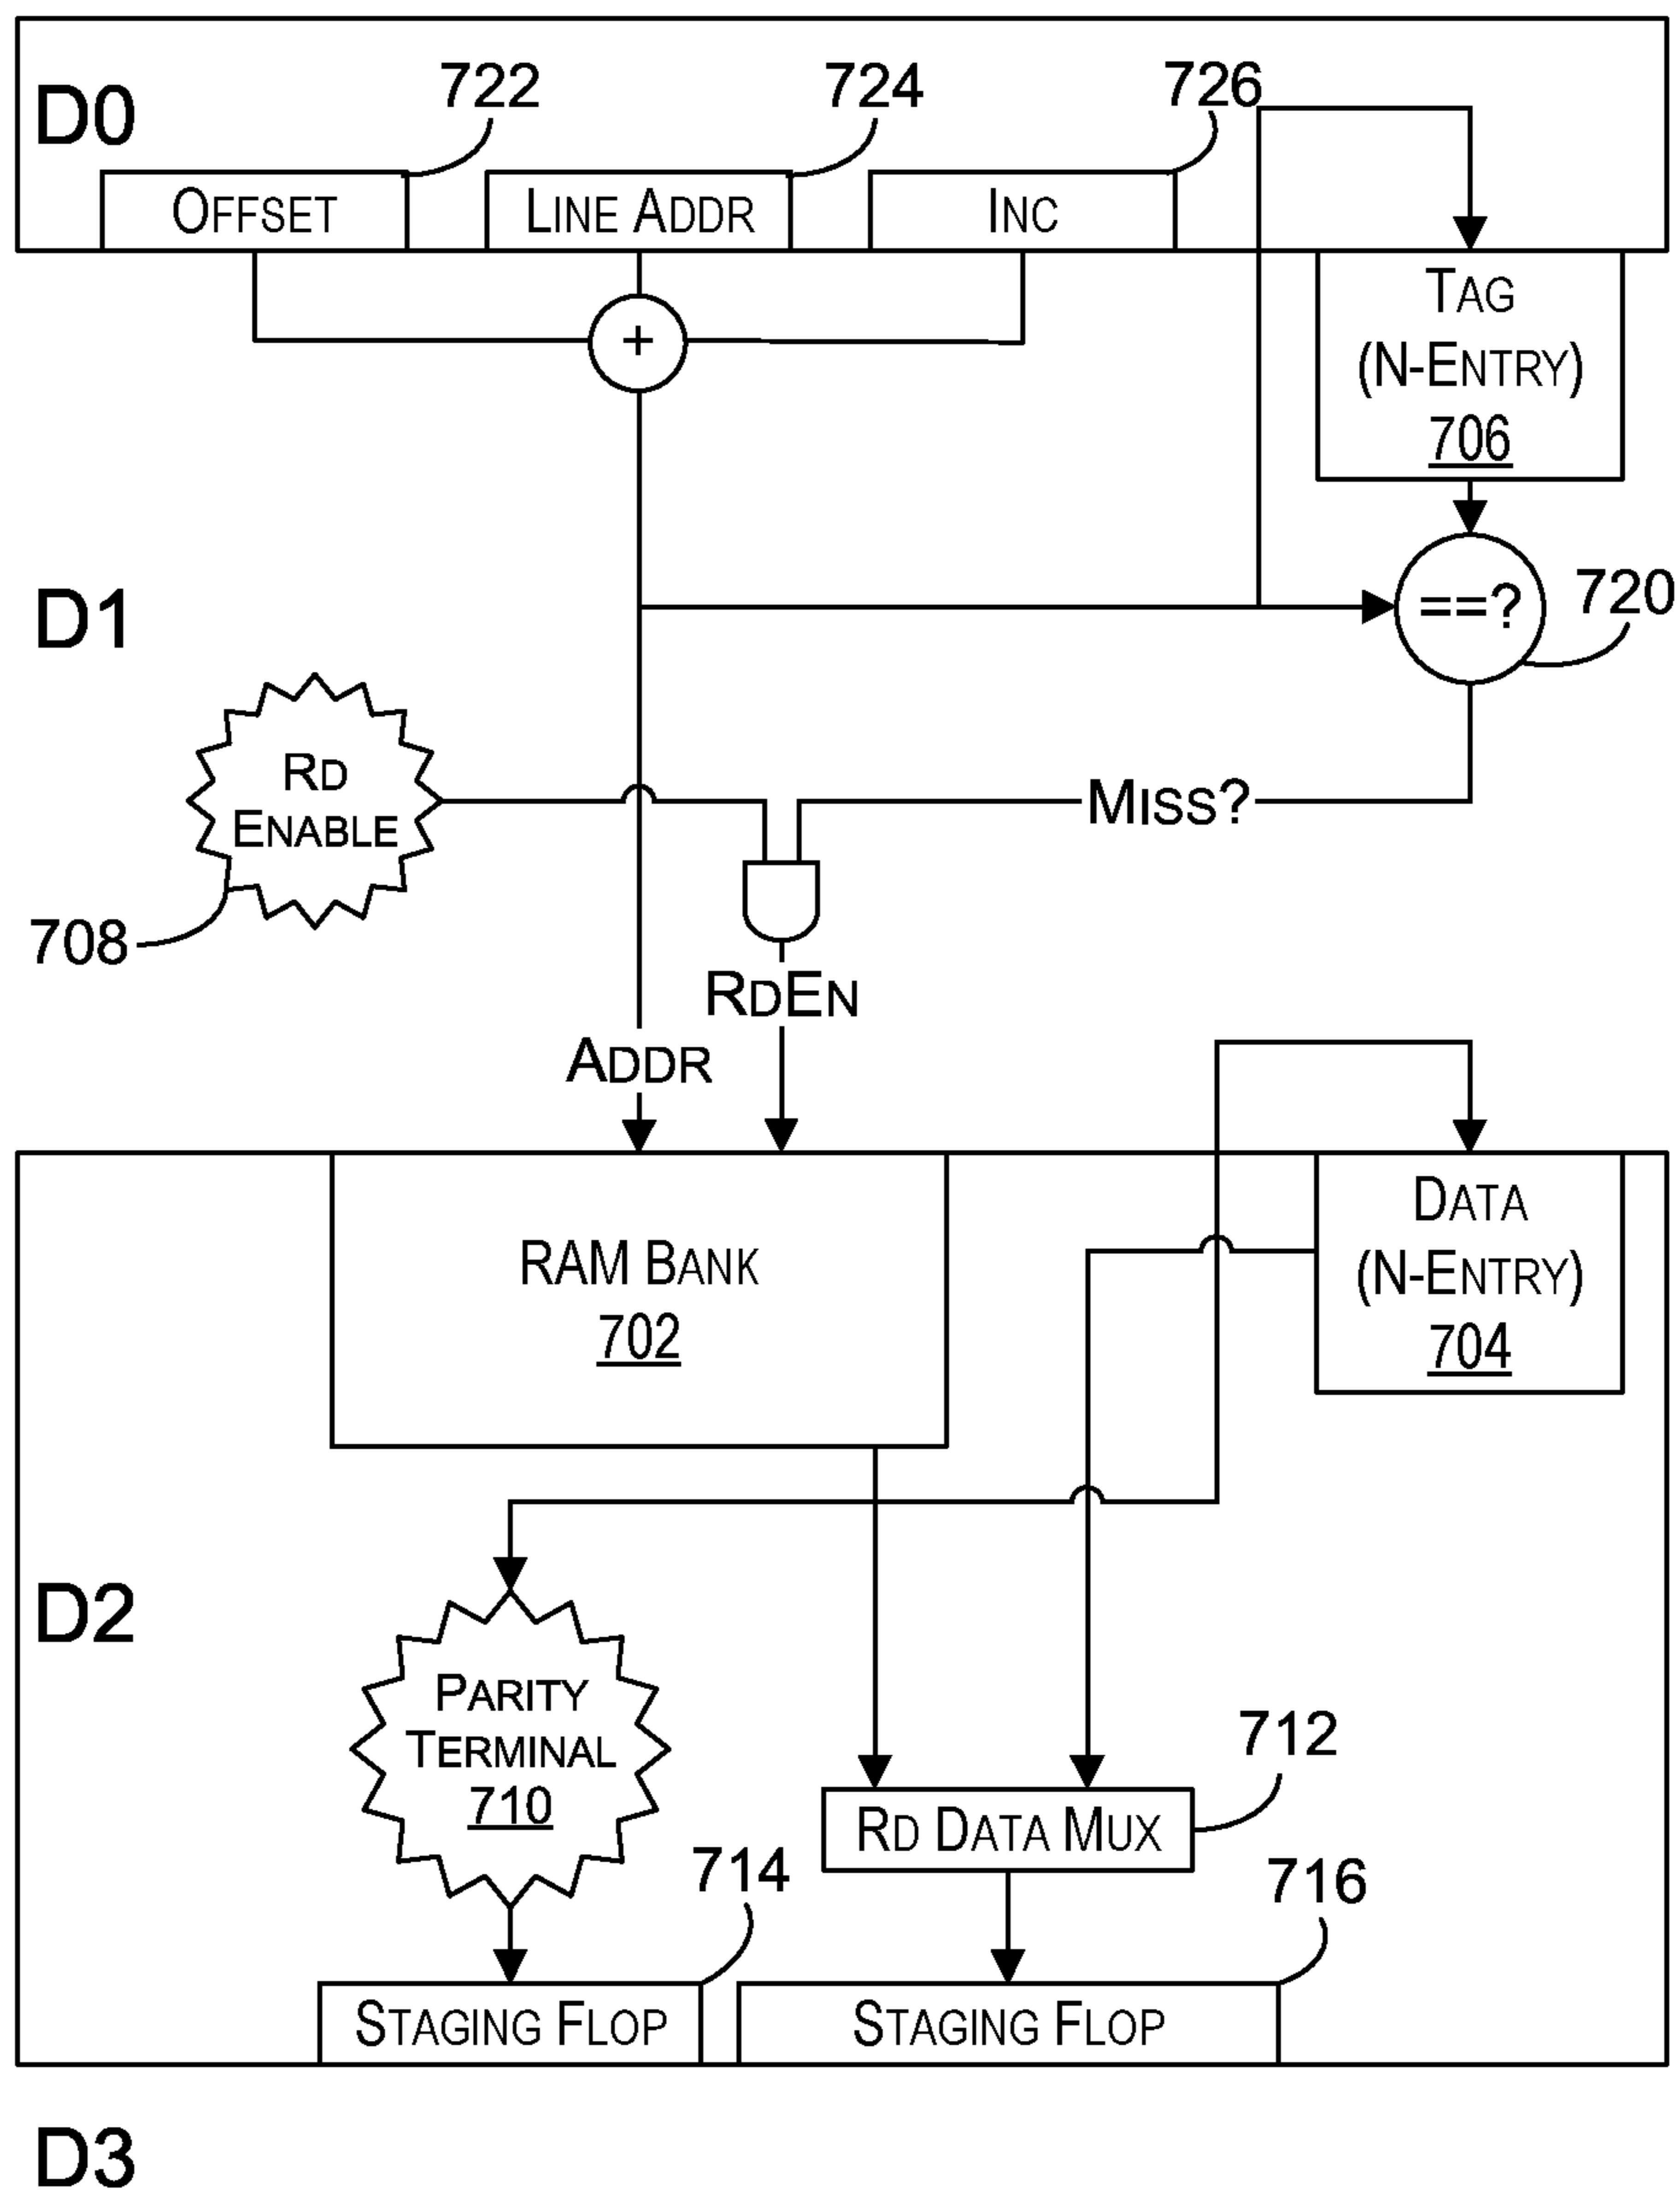 D0
722
724
726
OFFSET
LINE ADDR
INC
TAG
(N-ENTRY)
706
+
D1
==?
720
RD
ENABLE
708
MISS?
RDEN
ADDR
RAM BANK
702
DATA
(N-ENTRY)
704
D2
PARITY
TERMINAL
710
712
RD DATA MUX
714
716
STAGING FLOP
STAGING FLOP
D3